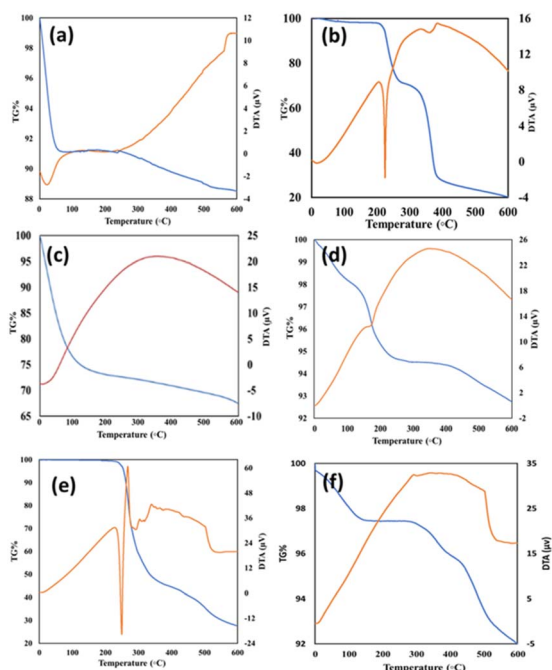 (a)
100
98
96
94
92
90
88
TG%
12
10
8
6
4
2
0
-2
-4
DTA (μV)
0 100 200 300 400 500 600
Temperature (◦C)
(b)
100
80
60
40
20
TG%
16
12
8
4
0
-4
DTA (μV)
0 100 200 300 400 500 600
Temperature (◦C)
(c)
100
95
90
85
80
75
70
65
TG%
25
20
15
10
5
0
-5
-10
DTA (μV)
0 100 200 300 400 500 600
Temperature (◦C)
(d)
100
99
98
97
96
95
94
93
92
TG%
26
22
18
14
10
6
2
-2
DTA (μV)
0 100 200 300 400 500 600
Temperature (◦C)
(e)
100
90
80
70
60
50
40
30
20
TG%
64
48
36
24
12
0
-12
-24
DTA (μV)
0 100 200 300 400 500 600
Temperature (◦C)
(f)
100
98
96
94
92
TG%
35
25
15
5
-5
DTA (μv)
0 100 200 300 400 500 600
Temperature (◦C)